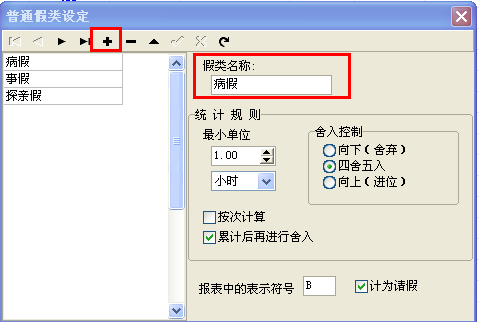 普通假类设定
病假
事假
探亲假
假类名称:
病假
统 计 规 则
最小单位
1.00
小时
舍入控制
向下（舍弃）
四舍五入
向上（进位）
按次计算
累计后再进行舍入
报表中的表示符号 B 计为请假